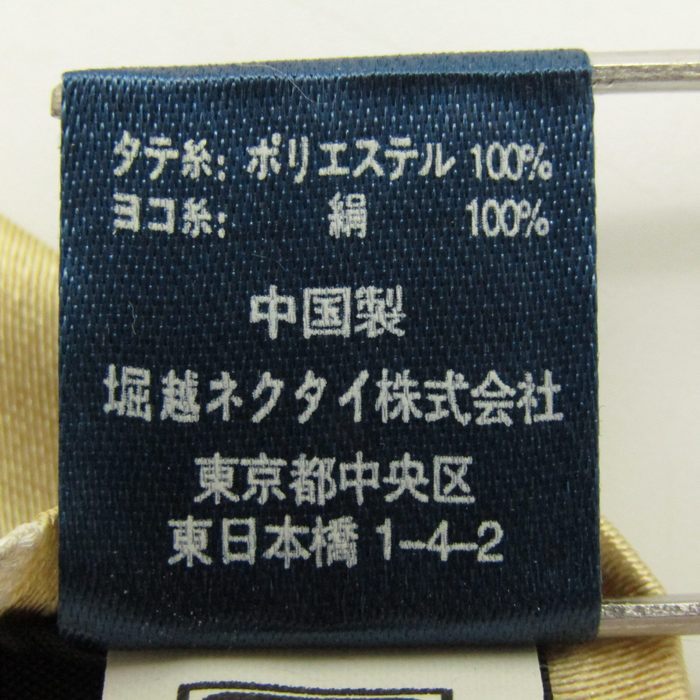 タテ糸: ポリエステル 100%
ヨコ糸: 絹 100%
中国製
堀越ネクタイ株式会社
東京都中央区
東日本橋 1-4-2